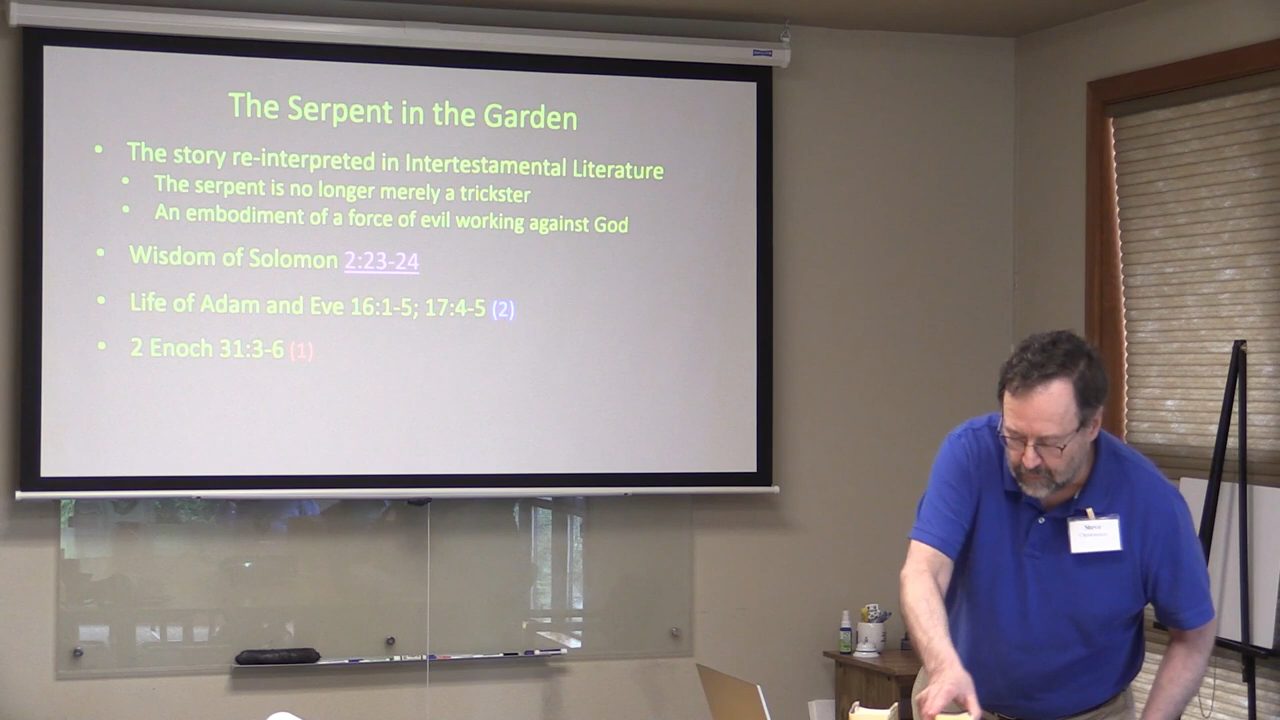 The Serpent in the Garden
• The story re-interpreted in Intertestamental Literature
• The serpent is no longer merely a trickster
• An embodiment of a force of evil working against God
• Wisdom of Solomon 2:23-24
• Life of Adam and Eve 16:1-5; 17:4-5 (2)
• 2 Enoch 31:3-6 (1)
Steve